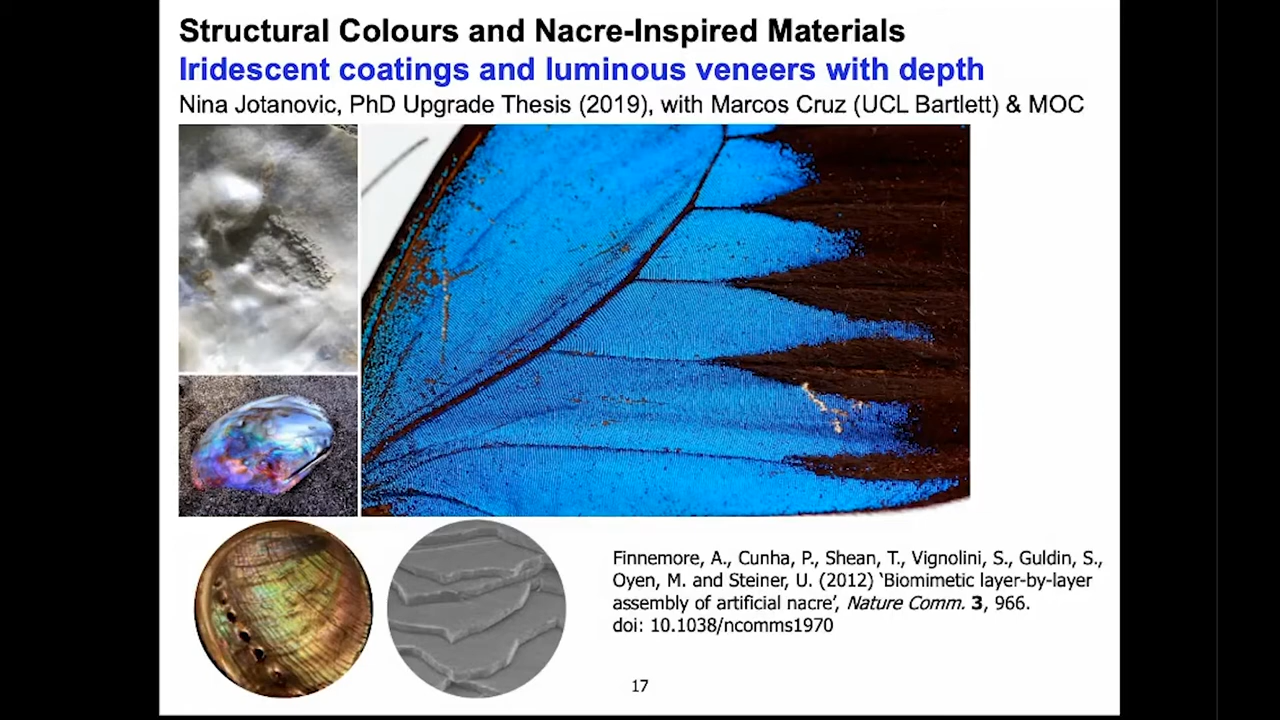 Structural Colours and Nacre-Inspired Materials
Iridescent coatings and luminous veneers with depth
Nina Jotanovic, PhD Upgrade Thesis (2019), with Marcos Cruz (UCL Bartlett) & MOC
Finnemore, A., Cunha, P., Shean, T., Vignolini, S., Guldin, S.,
Oyen, M. and Steiner, U. (2012) ‘Biomimetic layer-by-layer
assembly of artificial nacre’, Nature Comm. 3, 966.
doi: 10.1038/ncomms1970
17